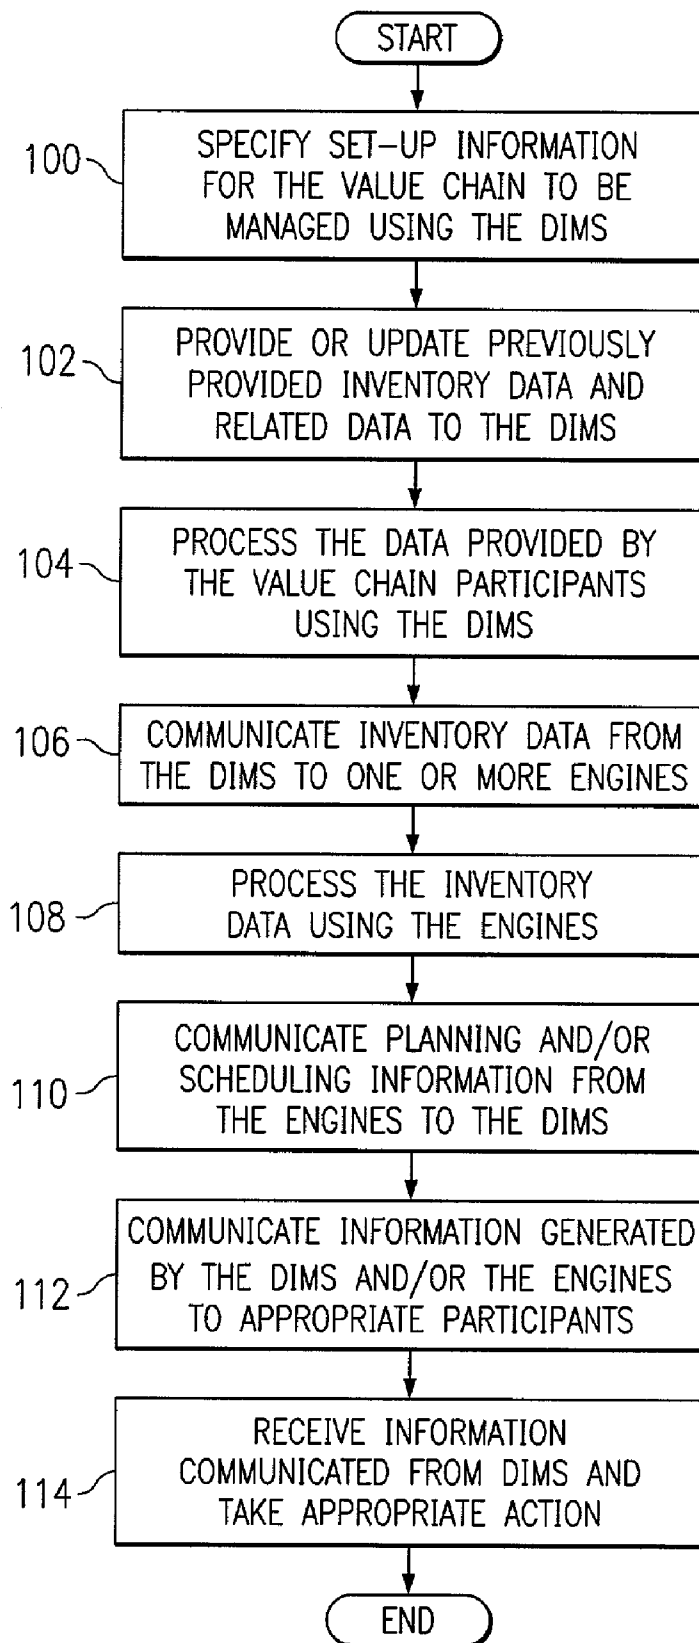 START
100
SPECIFY SET-UP INFORMATION
FOR THE VALUE CHAIN TO BE
MANAGED USING THE DIMS
102
PROVIDE OR UPDATE PREVIOUSLY
PROVIDED INVENTORY DATA AND
RELATED DATA TO THE DIMS
104
PROCESS THE DATA PROVIDED BY
THE VALUE CHAIN PARTICIPANTS
USING THE DIMS
106
COMMUNICATE INVENTORY DATA FROM
THE DIMS TO ONE OR MORE ENGINES
108
PROCESS THE INVENTORY
DATA USING THE ENGINES
110
COMMUNICATE PLANNING AND/OR
SCHEDULING INFORMATION FROM
THE ENGINES TO THE DIMS
112
COMMUNICATE INFORMATION GENERATED
BY THE DIMS AND/OR THE ENGINES
TO APPROPRIATE PARTICIPANTS
114
RECEIVE INFORMATION
COMMUNICATED FROM DIMS AND
TAKE APPROPRIATE ACTION
END